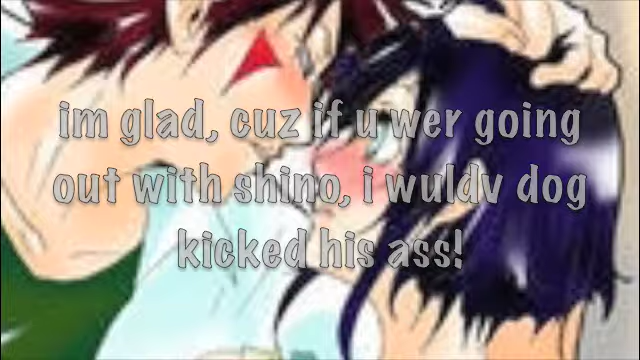 im glad, cuz if u wer going
out with shino, i wuldv dog
kicked his ass!